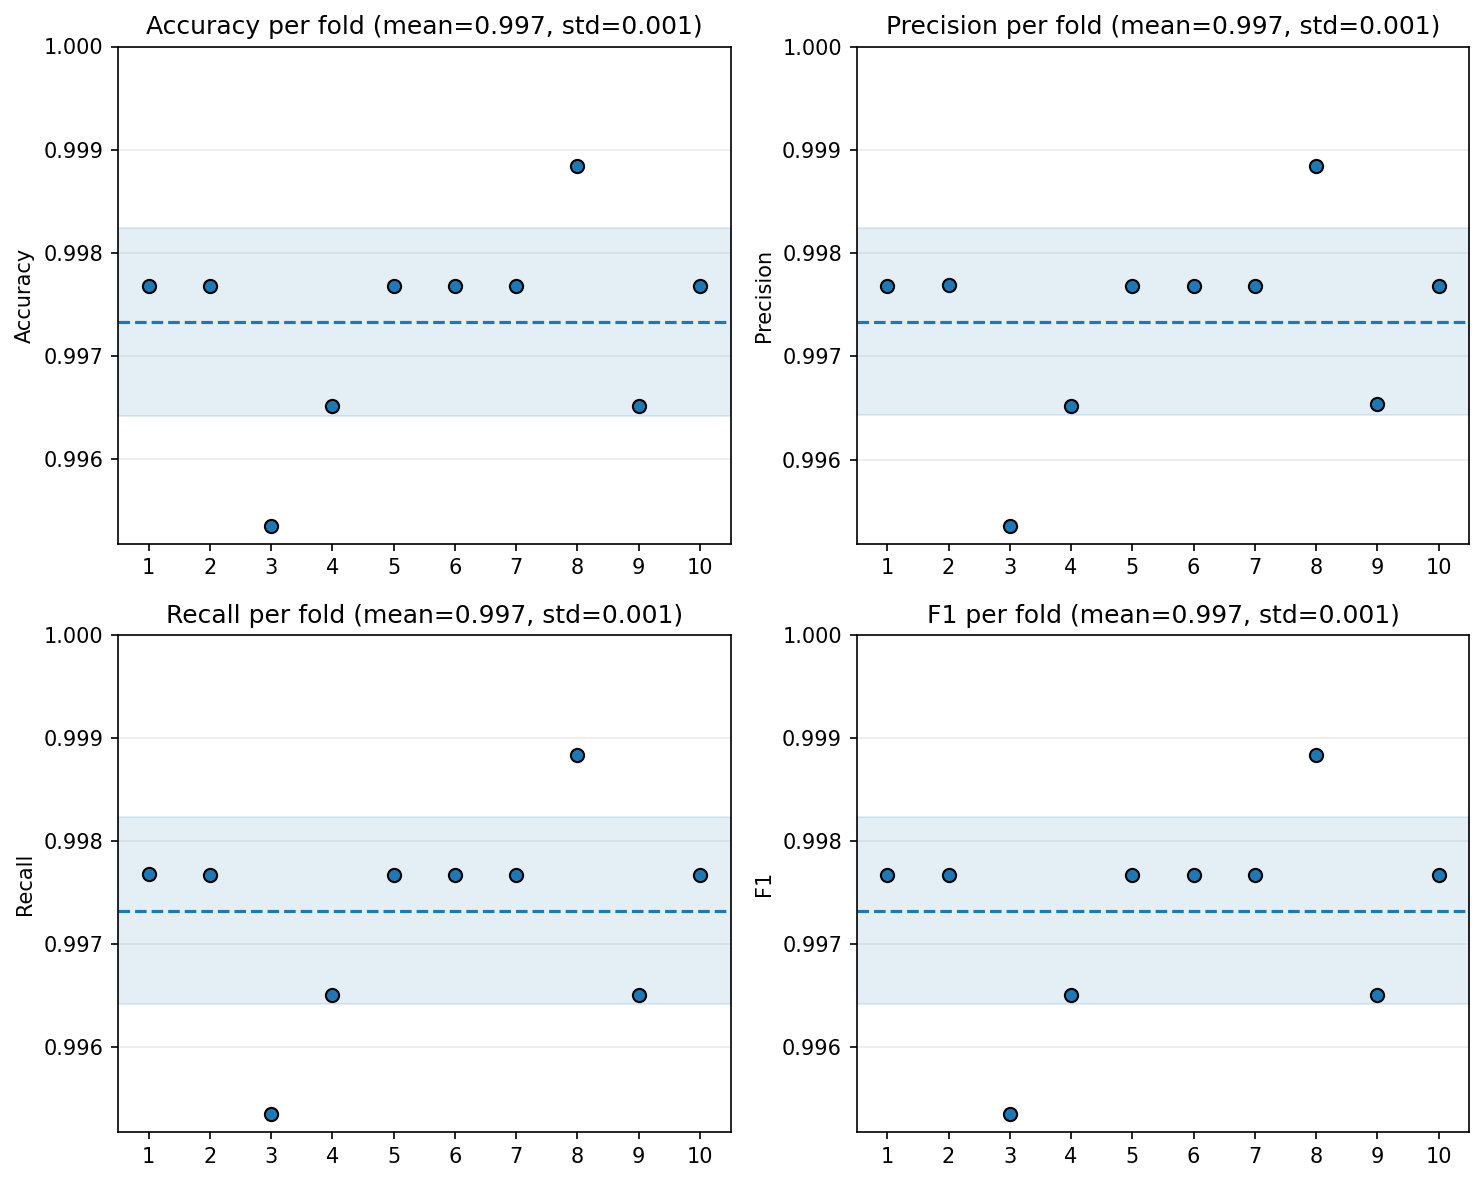 Accuracy per fold (mean=0.997, std=0.001)
1.000
0.999
0.998
0.997
0.996
Accuracy
1 2 3 4 5 6 7 8 9 10
Precision per fold (mean=0.997, std=0.001)
1.000
0.999
0.998
0.997
0.996
Precision
1 2 3 4 5 6 7 8 9 10
Recall per fold (mean=0.997, std=0.001)
1.000
0.999
0.998
0.997
0.996
Recall
1 2 3 4 5 6 7 8 9 10
F1 per fold (mean=0.997, std=0.001)
1.000
0.999
0.998
0.997
0.996
F1
1 2 3 4 5 6 7 8 9 10